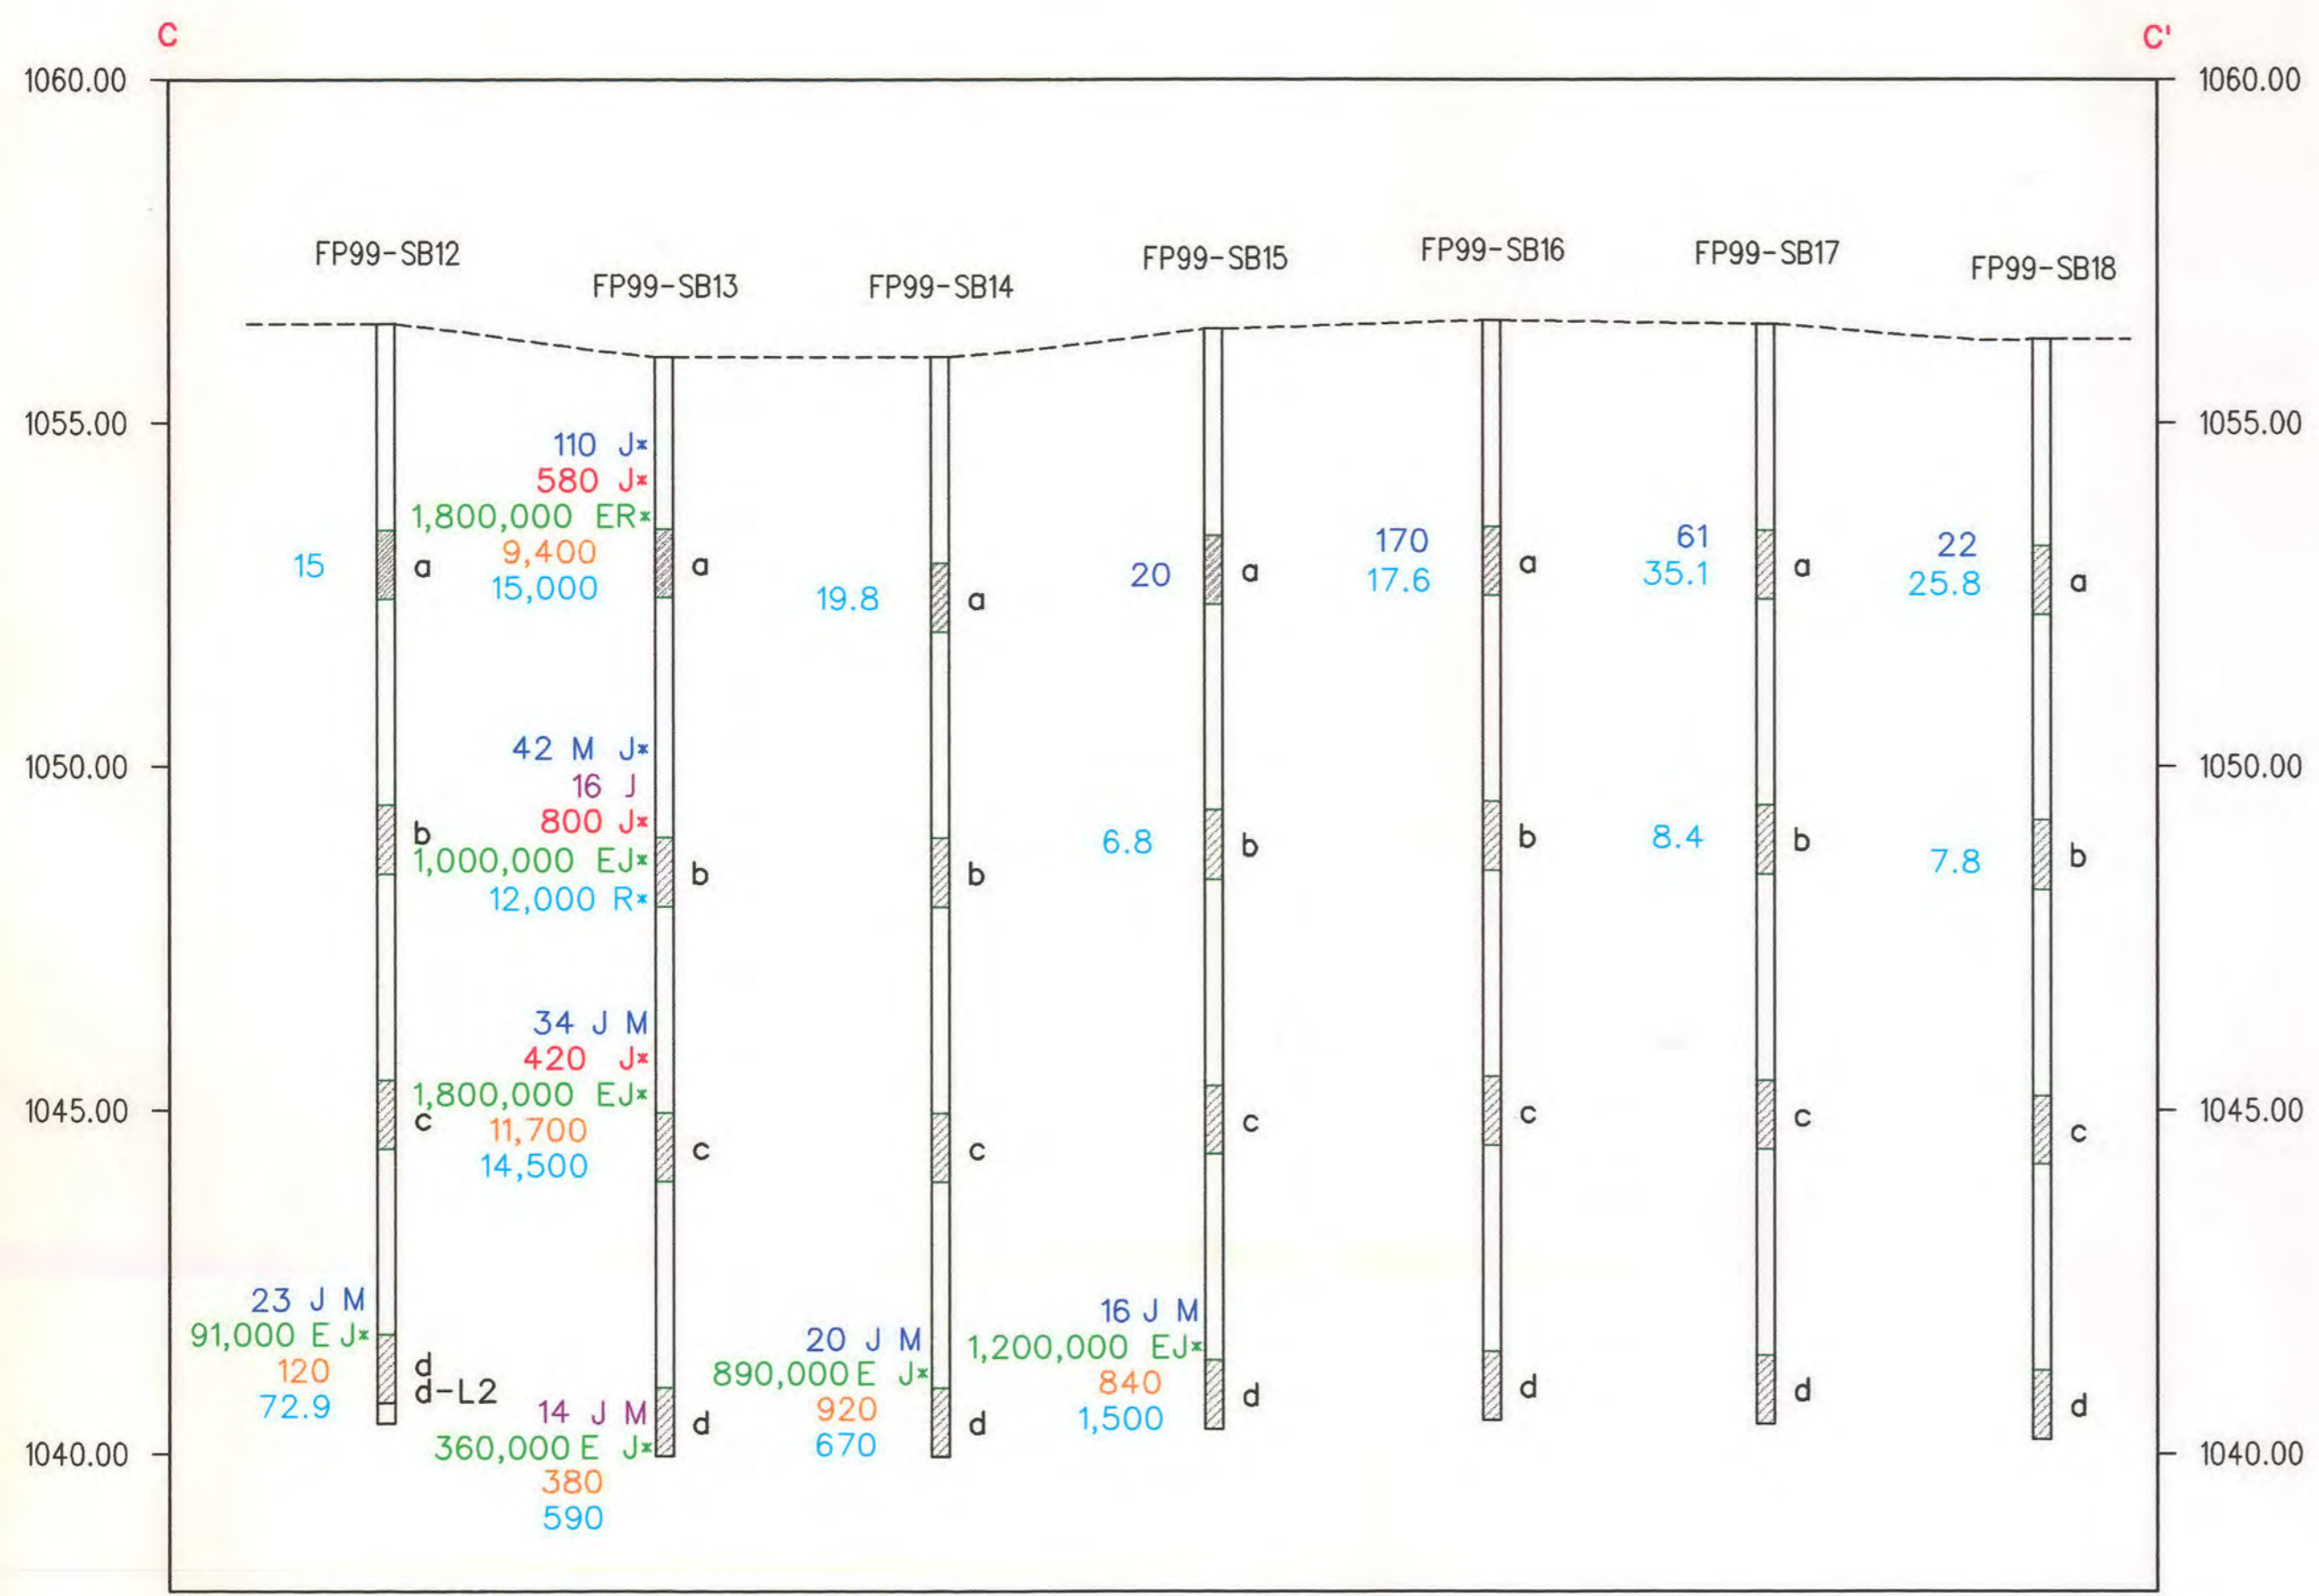 C C'
1060.00 1060.00
FP99-SB12 FP99-SB13 FP99-SB14 FP99-SB15 FP99-SB16 FP99-SB17 FP99-SB18
1055.00 1055.00
110 J*
580 J*
1,800,000 ER*
9,400
15,000
15 a
a
19.8 a
20 a
170
17.6 a
61
35.1 a
22
25.8 a
1050.00 1050.00
42 M J*
16 J
800 J*
1,000,000 EJ*
12,000 R*
b
b
b
6.8 b
b
8.4 b
7.8 b
34 J M
420 J*
1,800,000 EJ*
11,700
14,500
1045.00 1045.00
c
c
c
c
c
c
c
23 J M
91,000 E J*
120
72.9
d
d-L2
14 J M
360,000 E J*
380
590
d
20 J M
890,000 E J*
920
670
d
16 J M
1,200,000 EJ*
840
1,500
d
d
d
d
1040.00 1040.00